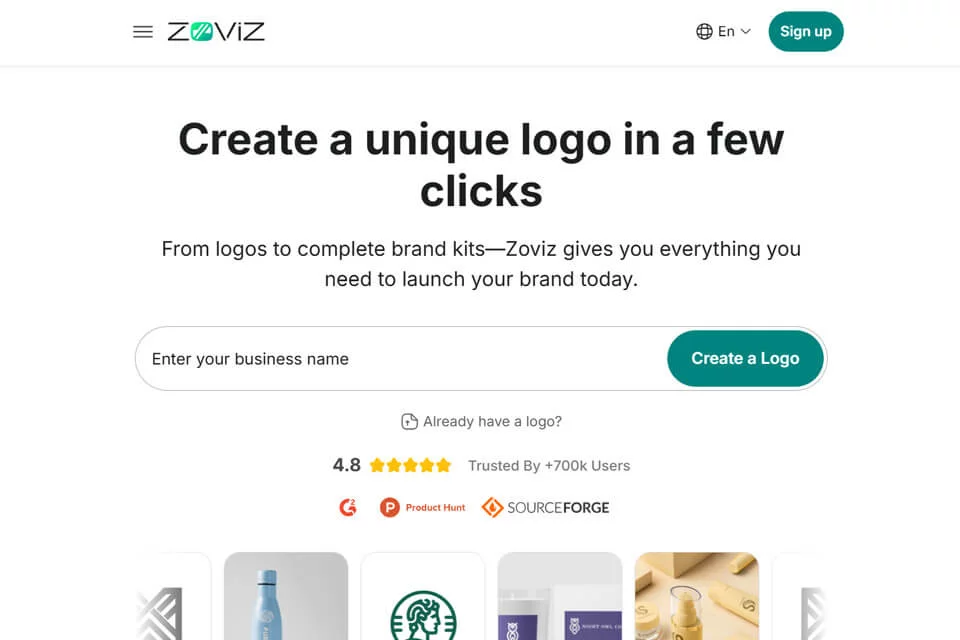 ZOVIZ
En
Sign up
Create a unique logo in a few
clicks
From logos to complete brand kits—Zoviz gives you everything you
need to launch your brand today.
Enter your business name
Create a Logo
Already have a logo?
4.8
Trusted By +700k Users
G2
P
Product Hunt
SOURCEFORGE